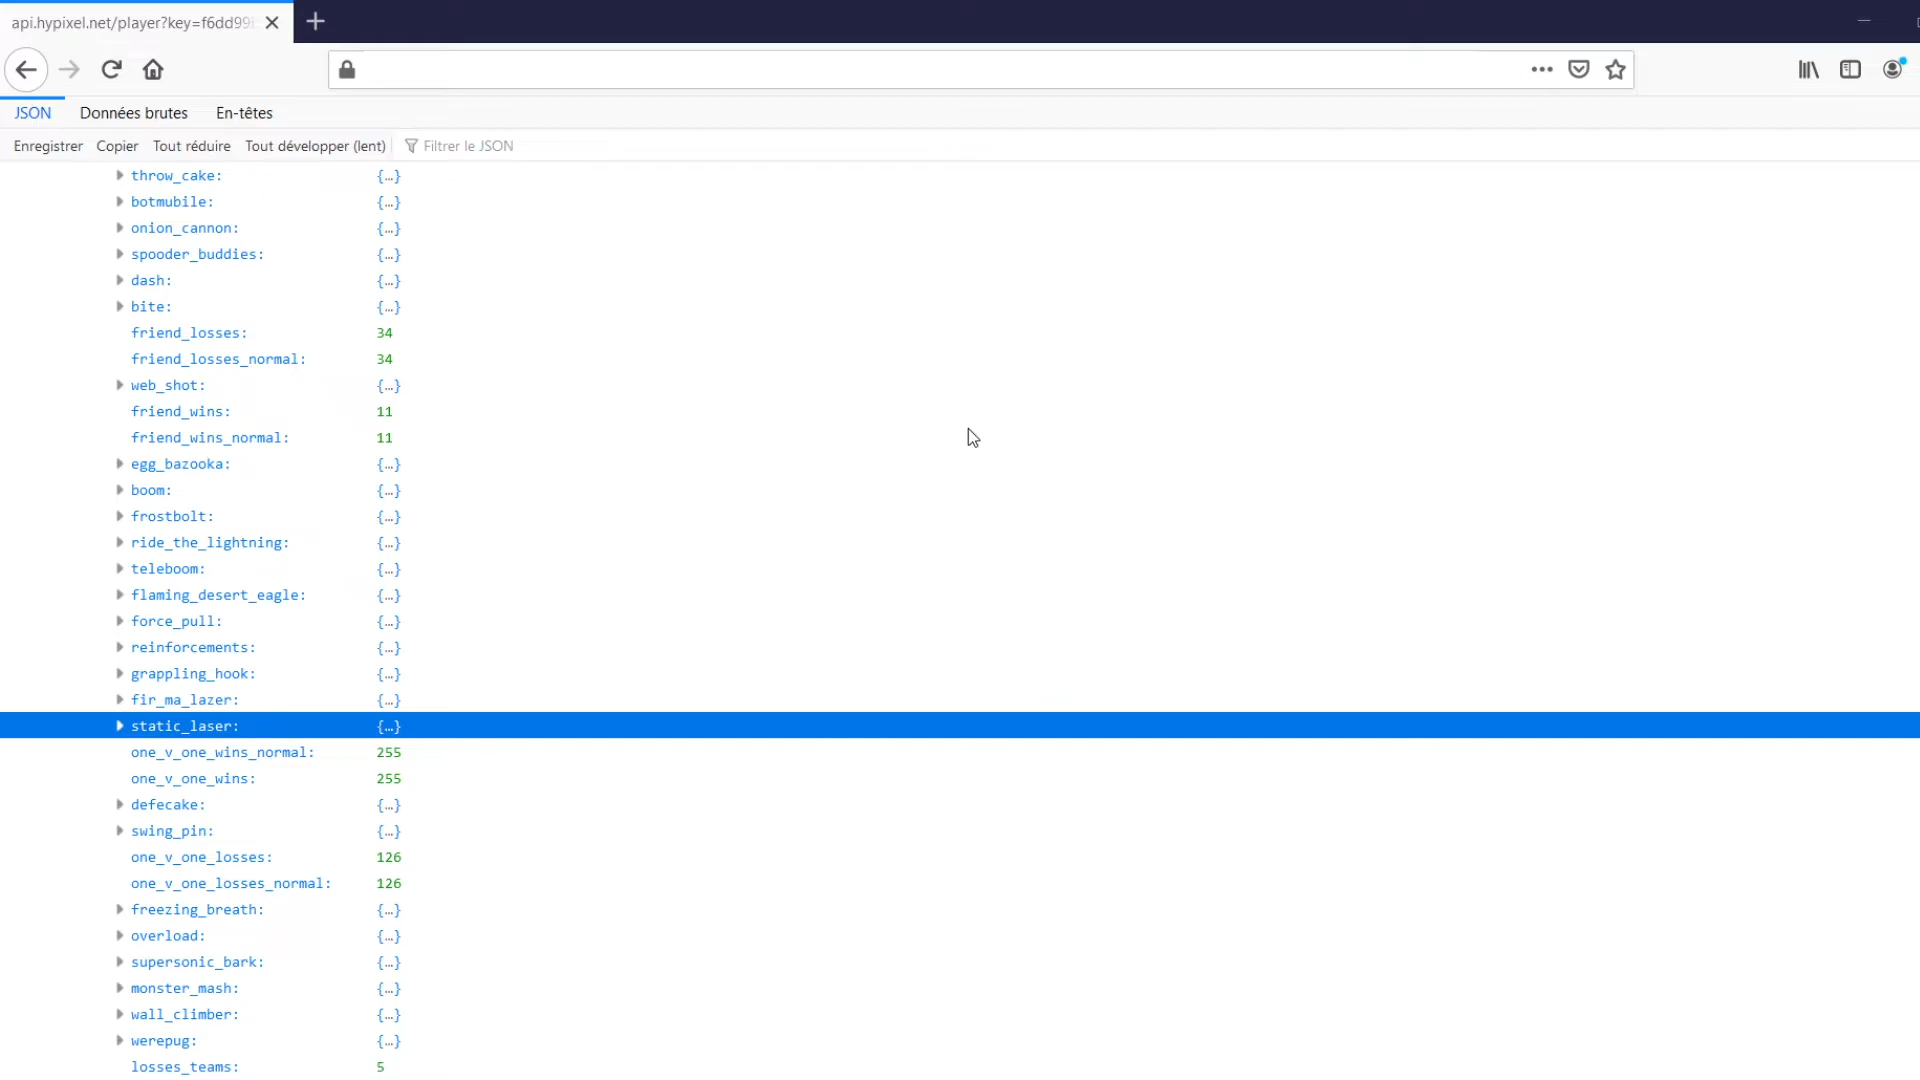 api.hypixel.net/player?key=f6dd99
JSON Données brutes En-têtes
Enregistrer Copier Tout réduire Tout développer (lent) Filtrer le JSON
throw_cake: {…}
botmubile: {…}
onion_cannon: {…}
spooder_buddies: {…}
dash: {…}
bite: {…}
friend_losses: 34
friend_losses_normal: 34
web_shot: {…}
friend_wins: 11
friend_wins_normal: 11
egg_bazooka: {…}
boom: {…}
frostbolt: {…}
ride_the_lightning: {…}
teleboom: {…}
flaming_desert_eagle: {…}
force_pull: {…}
reinforcements: {…}
grappling_hook: {…}
fir_ma_lazer: {…}
static_laser: {…}
one_v_one_wins_normal: 255
one_v_one_wins: 255
defecake: {…}
swing_pin: {…}
one_v_one_losses: 126
one_v_one_losses_normal: 126
freezing_breath: {…}
overload: {…}
supersonic_bark: {…}
monster_mash: {…}
wall_climber: {…}
werepug: {…}
losses_teams: 5